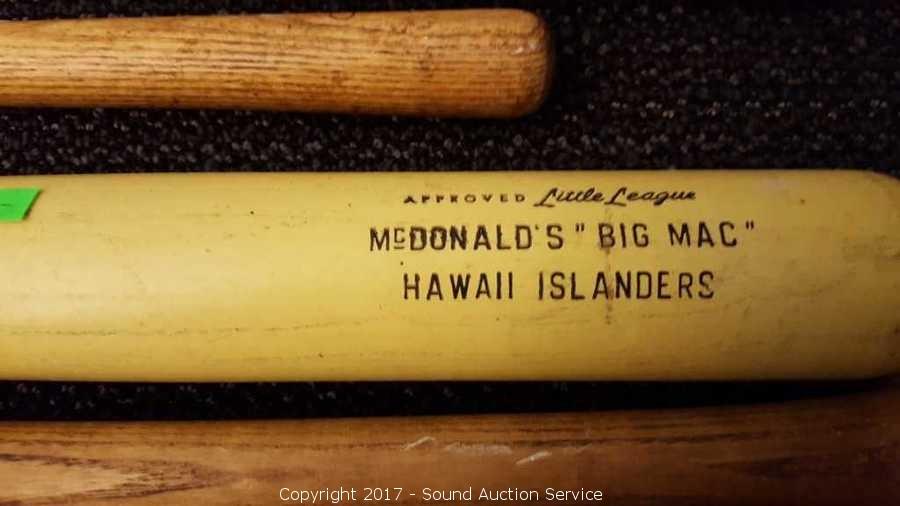 APPROVED Little League
McDONALD'S "BIG MAC"
HAWAII ISLANDERS
Copyright 2017 - Sound Auction Service